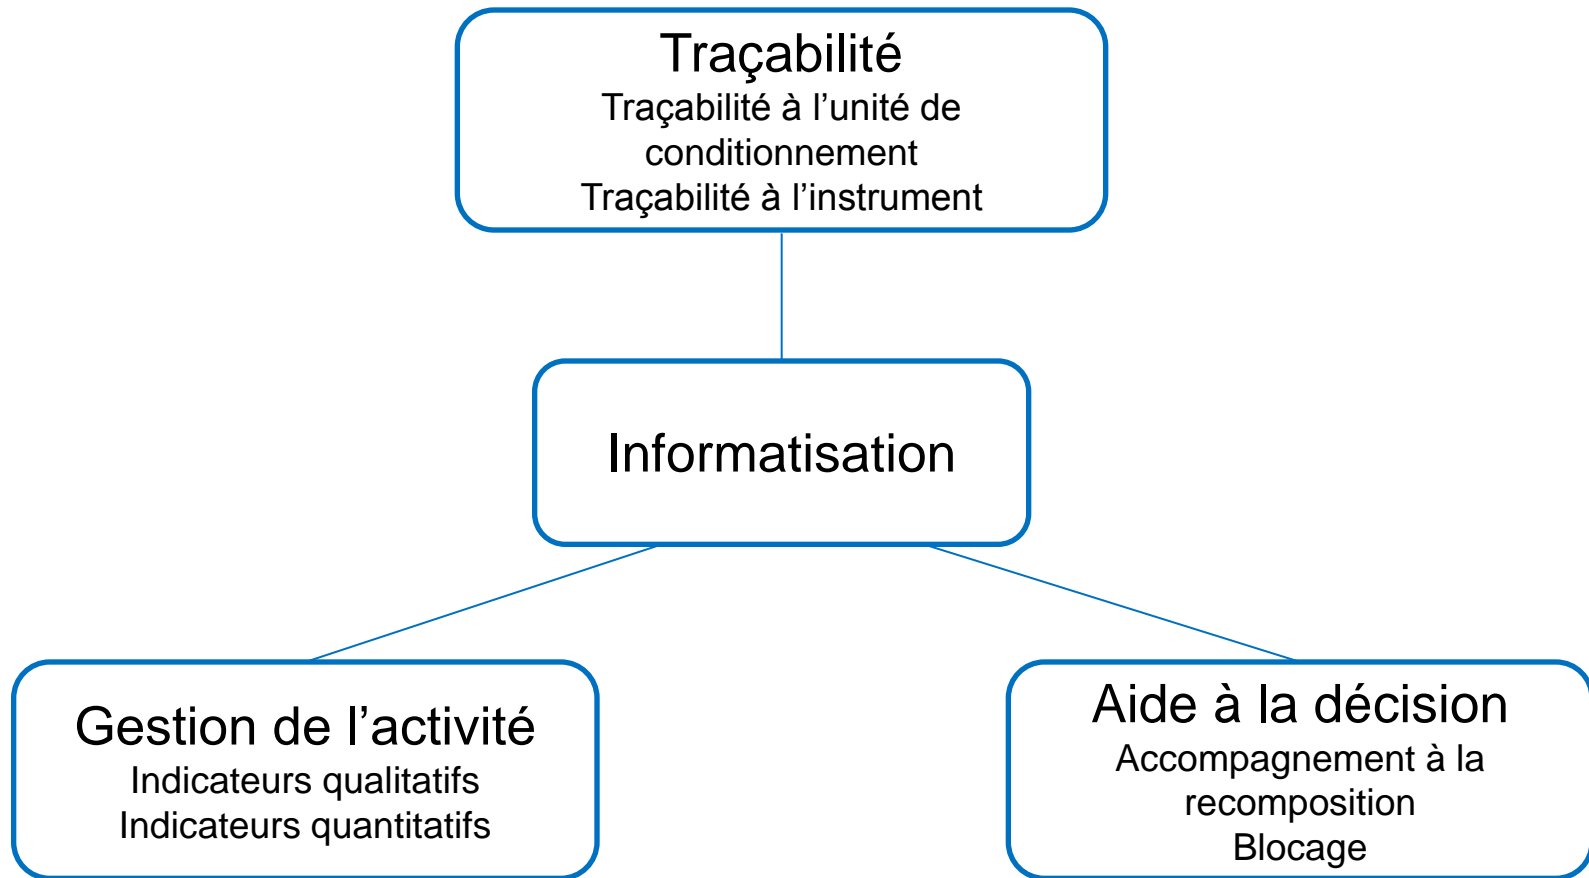 Traçabilité
Traçabilité à l’unité de
conditionnement
Traçabilité à l’instrument
Informatisation
Gestion de l’activité
Indicateurs qualitatifs
Indicateurs quantitatifs
Aide à la décision
Accompagnement à la
recomposition
Blocage